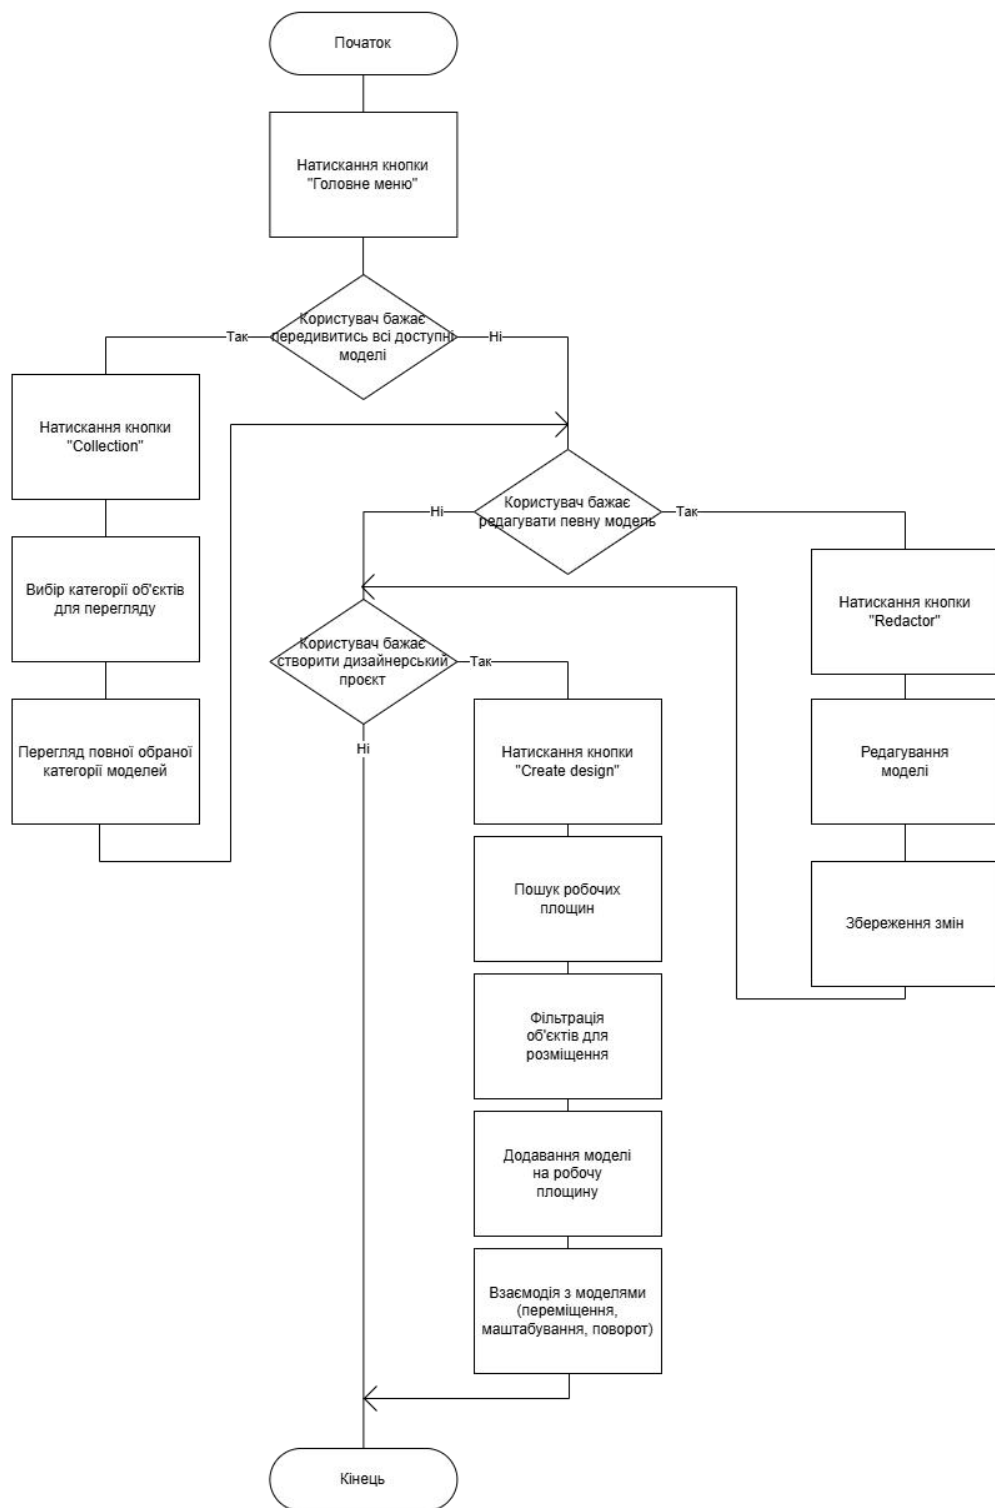 Початок
Натискання кнопки
"Головне меню"
Користувач бажає
передивитись всі доступні
моделі
Так
Ні
Натискання кнопки
"Collection"
Вибір категорії об'єктів
для перегляду
Перегляд повної обраної
категорії моделей
Користувач бажає
редагувати певну модель
Ні
Так
Натискання кнопки
"Redactor"
Редагування
моделі
Збереження змін
Користувач бажає
створити дизайнерський
проєкт
Так
Ні
Натискання кнопки
"Create design"
Пошук робочих
площин
Фільтрація
об'єктів для
розміщення
Додавання моделі
на робочу
площину
Взаємодія з моделями
(переміщення,
маштабування, поворот)
Кінець